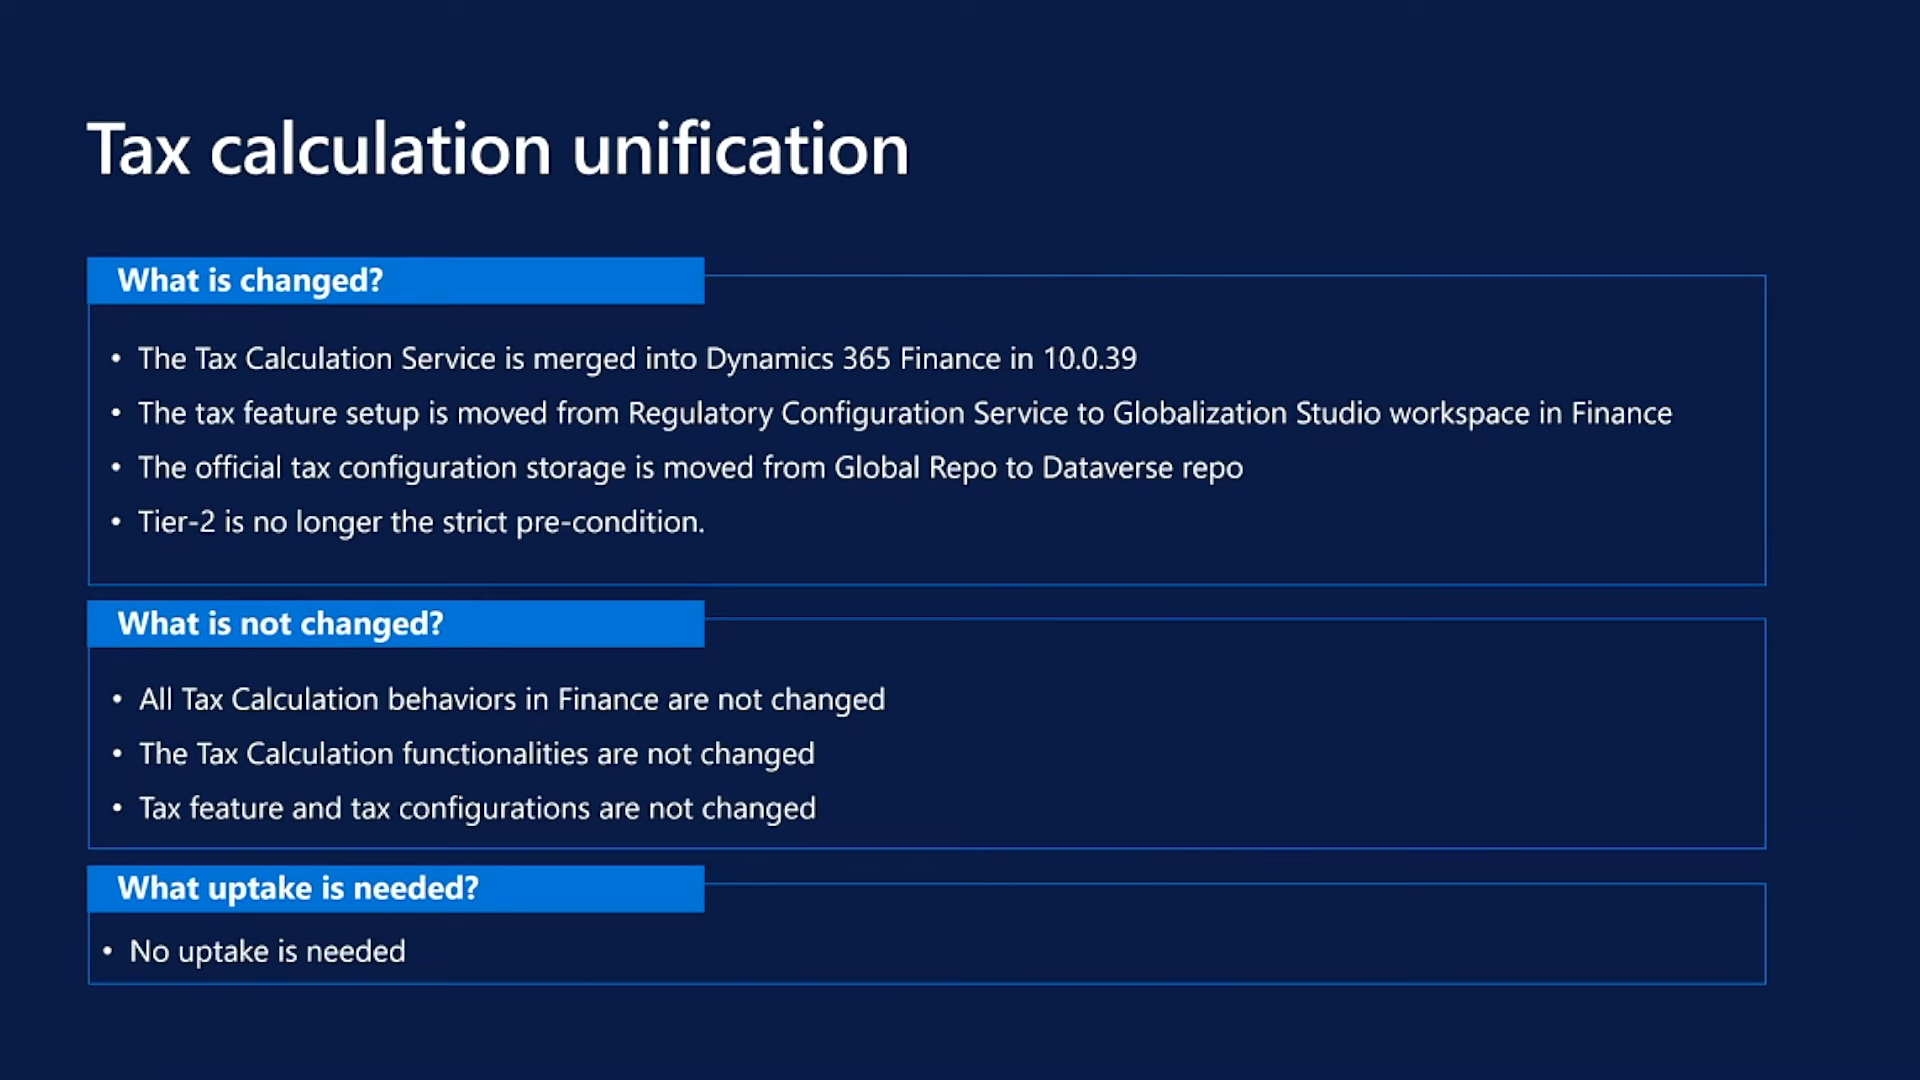 Tax calculation unification
What is changed?
• The Tax Calculation Service is merged into Dynamics 365 Finance in 10.0.39
• The tax feature setup is moved from Regulatory Configuration Service to Globalization Studio workspace in Finance
• The official tax configuration storage is moved from Global Repo to Dataverse repo
• Tier-2 is no longer the strict pre-condition.
What is not changed?
• All Tax Calculation behaviors in Finance are not changed
• The Tax Calculation functionalities are not changed
• Tax feature and tax configurations are not changed
What uptake is needed?
• No uptake is needed